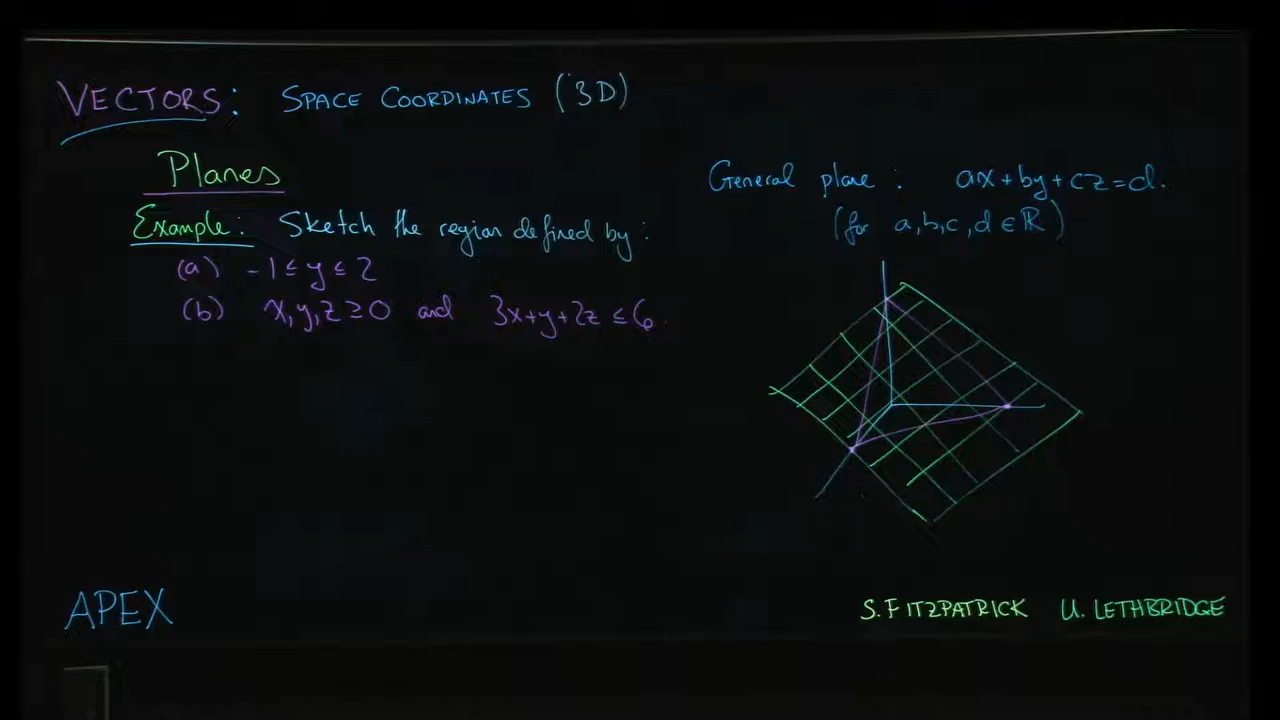 VECTORS: SPACE COORDINATES (3D)
Planes
Example: Sketch the region defined by:
(a) -1 ≤ y ≤ 2
(b) x,y,z ≥ 0 and 3x+y+2z ≤ 6.
General plane: ax+by+cz=d.
(for a,b,c,d ∈ ℝ)
APEX
S. FITZPATRICK U. LETHBRIDGE